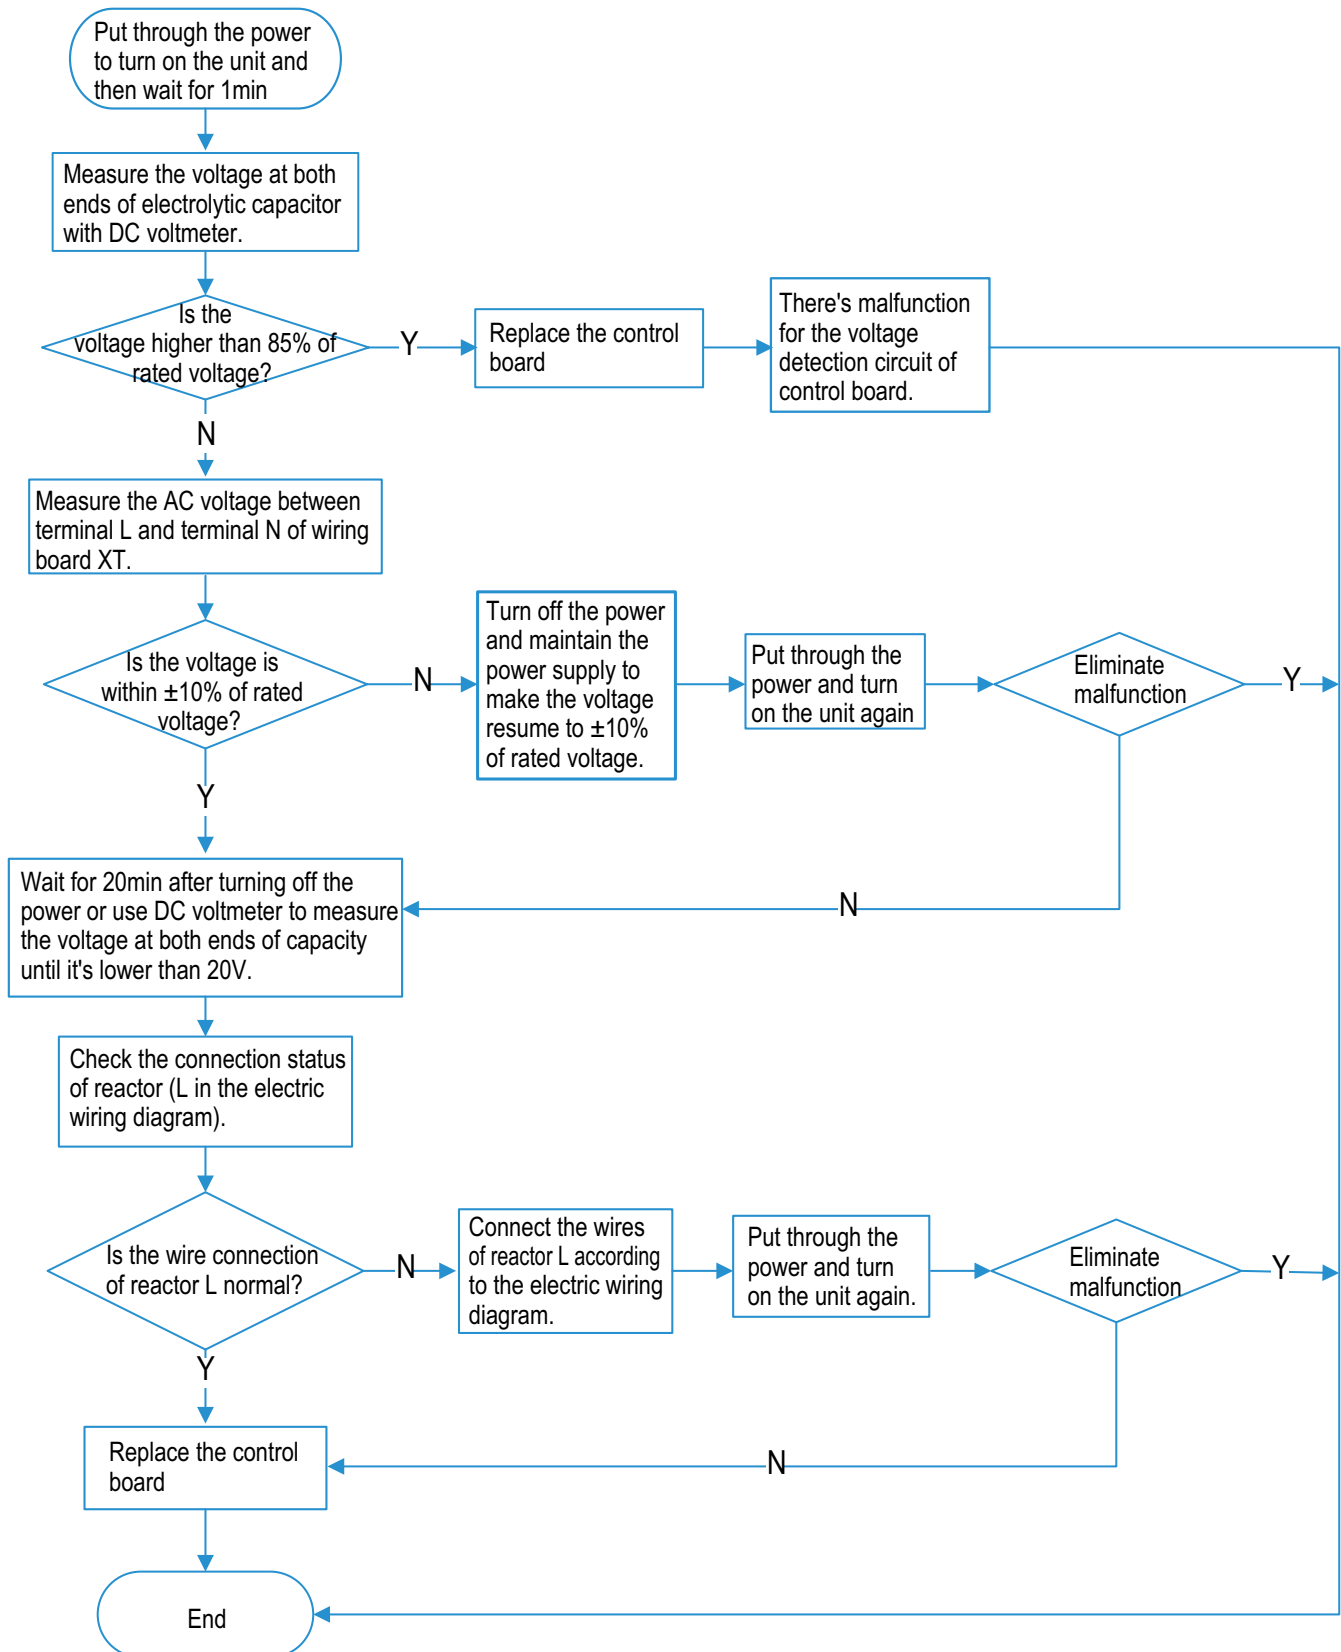 Put through the power
to turn on the unit and
then wait for 1min
Measure the voltage at both
ends of electrolytic capacitor
with DC voltmeter.
Is the
voltage higher than 85% of
rated voltage?
Y
Replace the control
board
There's malfunction
for the voltage
detection circuit of
control board.
N
Measure the AC voltage between
terminal L and terminal N of wiring
board XT.
Is the voltage is
within ±10% of rated
voltage?
N
Turn off the power
and maintain the
power supply to
make the voltage
resume to ±10%
of rated voltage.
Put through the
power and turn
on the unit again
Eliminate
malfunction
Y
Y
N
Wait for 20min after turning off the
power or use DC voltmeter to measure
the voltage at both ends of capacity
until it's lower than 20V.
Check the connection status
of reactor (L in the electric
wiring diagram).
Is the wire connection
of reactor L normal?
N
Connect the wires
of reactor L according
to the electric wiring
diagram.
Put through the
power and turn
on the unit again.
Eliminate
malfunction
Y
Y
N
Replace the control
board
End